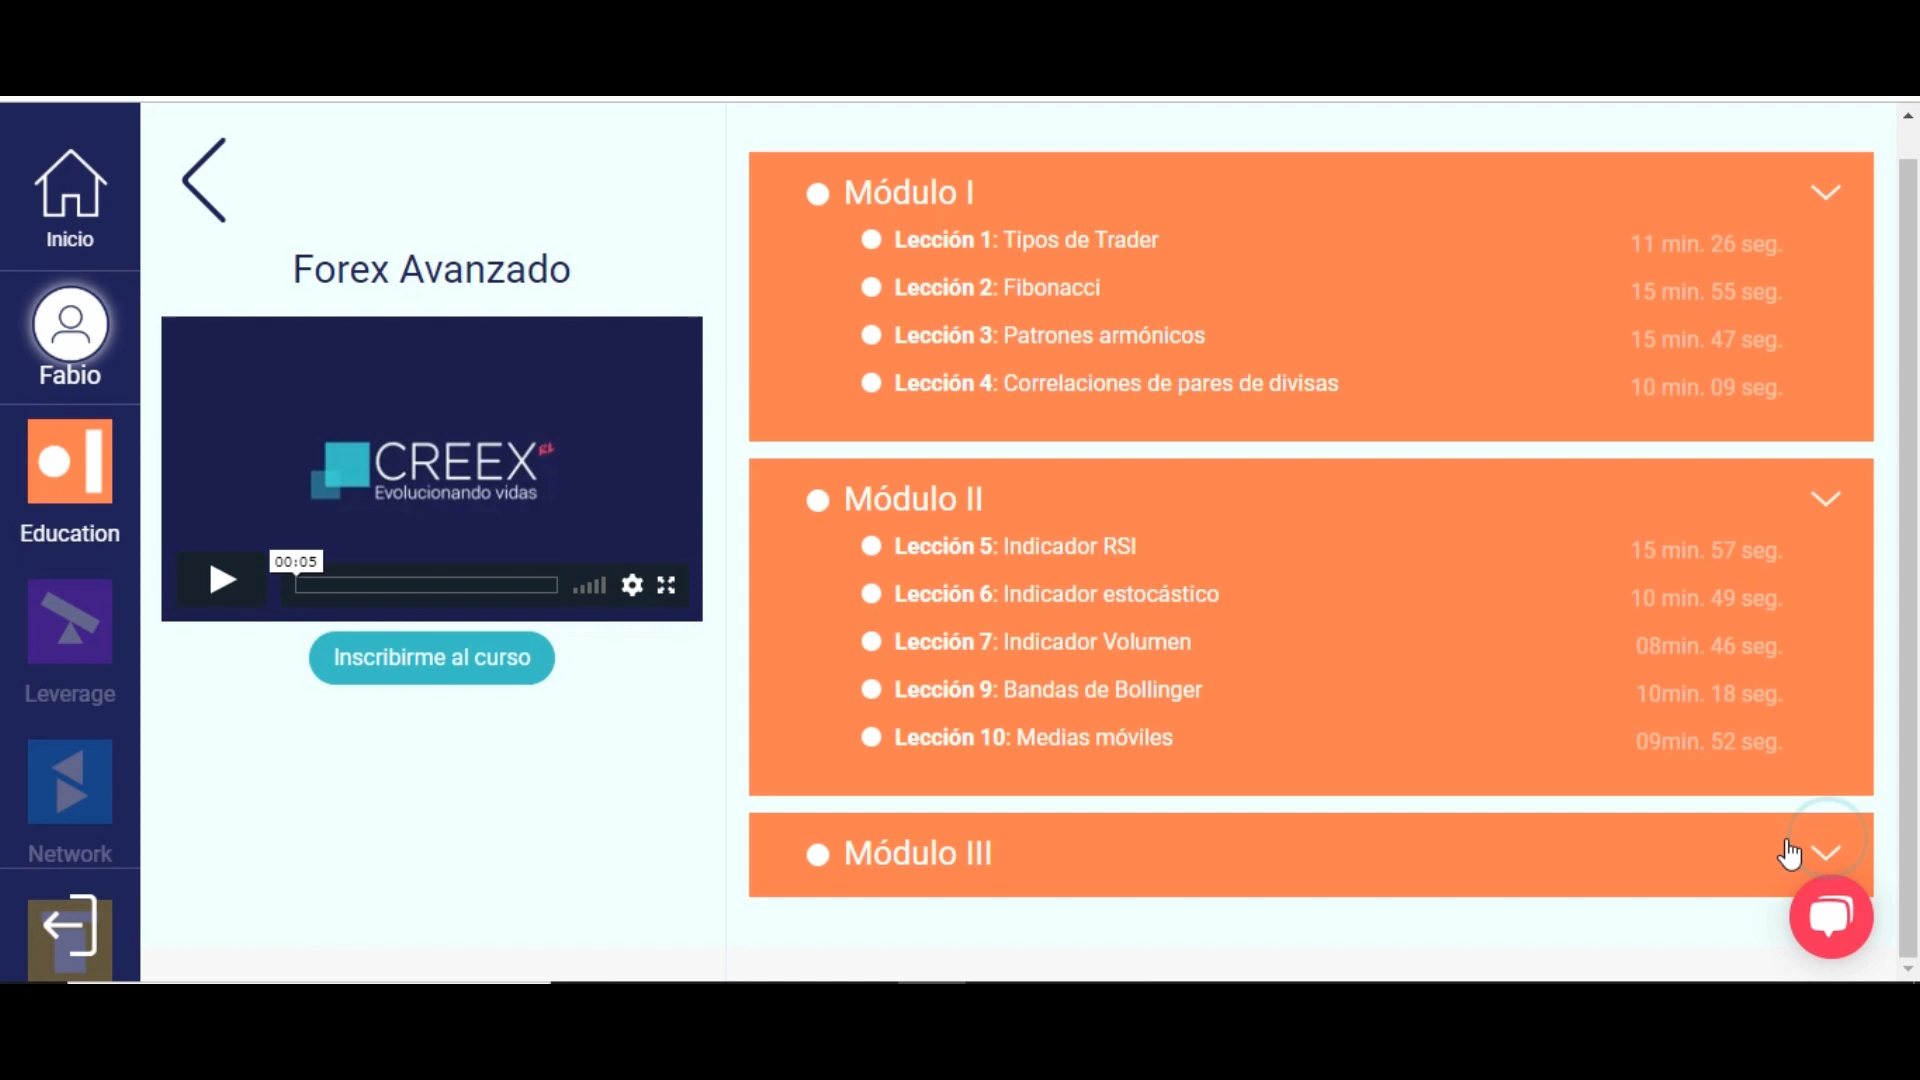 Inicio
Fabio
Education
Leverage
Network
Forex Avanzado
CREEX RL
Evolucionando vidas
00:05
Inscribirme al curso
Módulo I
Lección 1: Tipos de Trader 11 min. 26 seg.
Lección 2: Fibonacci 15 min. 55 seg.
Lección 3: Patrones armónicos 15 min. 47 seg.
Lección 4: Correlaciones de pares de divisas 10 min. 09 seg.
Módulo II
Lección 5: Indicador RSI 15 min. 57 seg.
Lección 6: Indicador estocástico 10 min. 49 seg.
Lección 7: Indicador Volumen 08min. 46 seg.
Lección 9: Bandas de Bollinger 10min. 18 seg.
Lección 10: Medias móviles 09min. 52 seg.
Módulo III